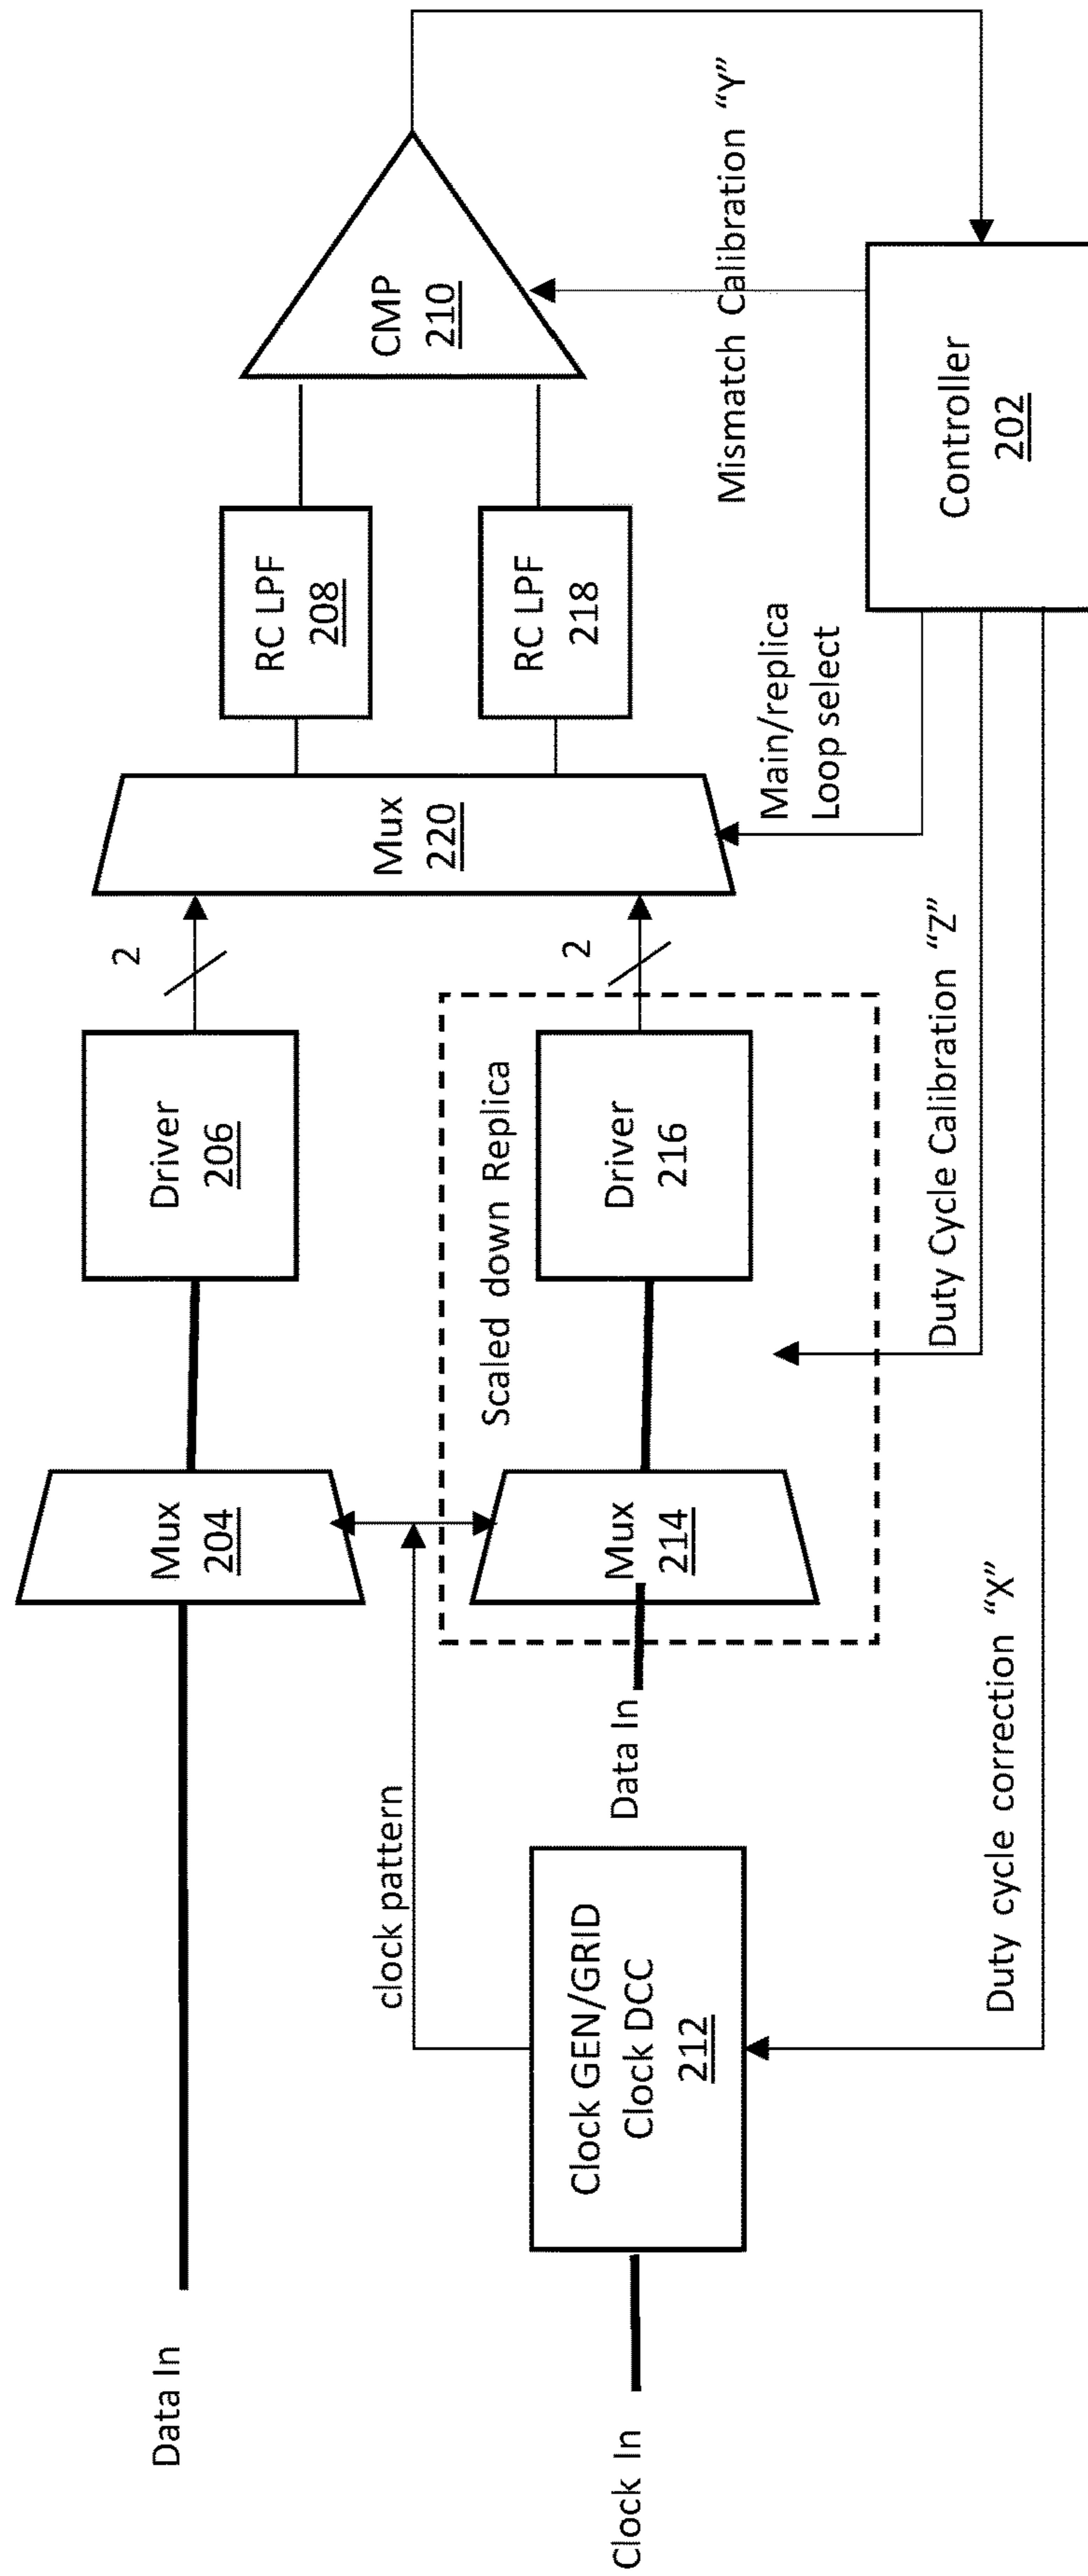 Data In
Mux
204
Driver
206
2
Mux
220
RC LPF
208
RC LPF
218
CMP
210
Clock In
Clock GEN/GRID
Clock DCC
212
clock pattern
Data In
Scaled down Replica
Mux
214
Driver
216
2
Main/replica
Loop select
Mismatch Calibration “Y”
Duty Cycle Calibration “Z”
Duty cycle correction “X”
Controller
202